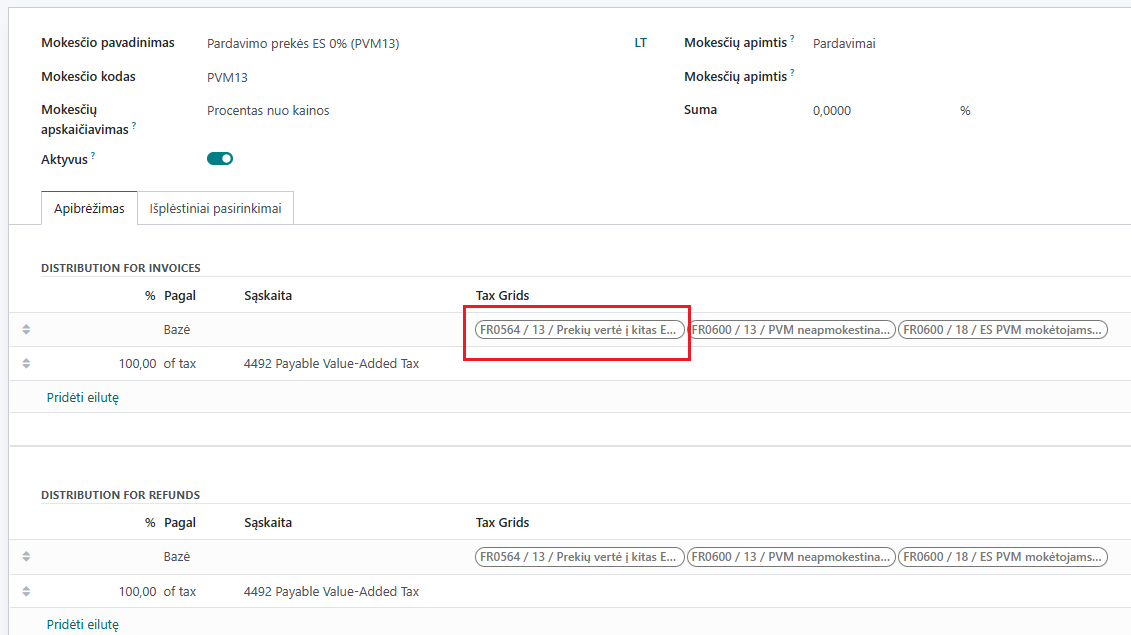 Mokesčio pavadinimas Pardavimo prekės ES 0% (PVM13) LT Mokesčių apimtis ? Pardavimai
Mokesčio kodas PVM13 Mokesčių apimtis ?
Mokesčių apskaičiavimas ? Procentas nuo kainos Suma 0,0000 %
Aktyvus ?
Apibrėžimas Išplėstiniai pasirinkimai
DISTRIBUTION FOR INVOICES
% Pagal Sąskaita Tax Grids
Bazė FR0564 / 13 / Prekių vertė į kitas E... FR0600 / 13 / PVM neapmokestina... FR0600 / 18 / ES PVM mokėtojams...
100,00 of tax 4492 Payable Value-Added Tax
Pridėti eilutę
DISTRIBUTION FOR REFUNDS
% Pagal Sąskaita Tax Grids
Bazė FR0564 / 13 / Prekių vertė į kitas E... FR0600 / 13 / PVM neapmokestina... FR0600 / 18 / ES PVM mokėtojams...
100,00 of tax 4492 Payable Value-Added Tax
Pridėti eilutę